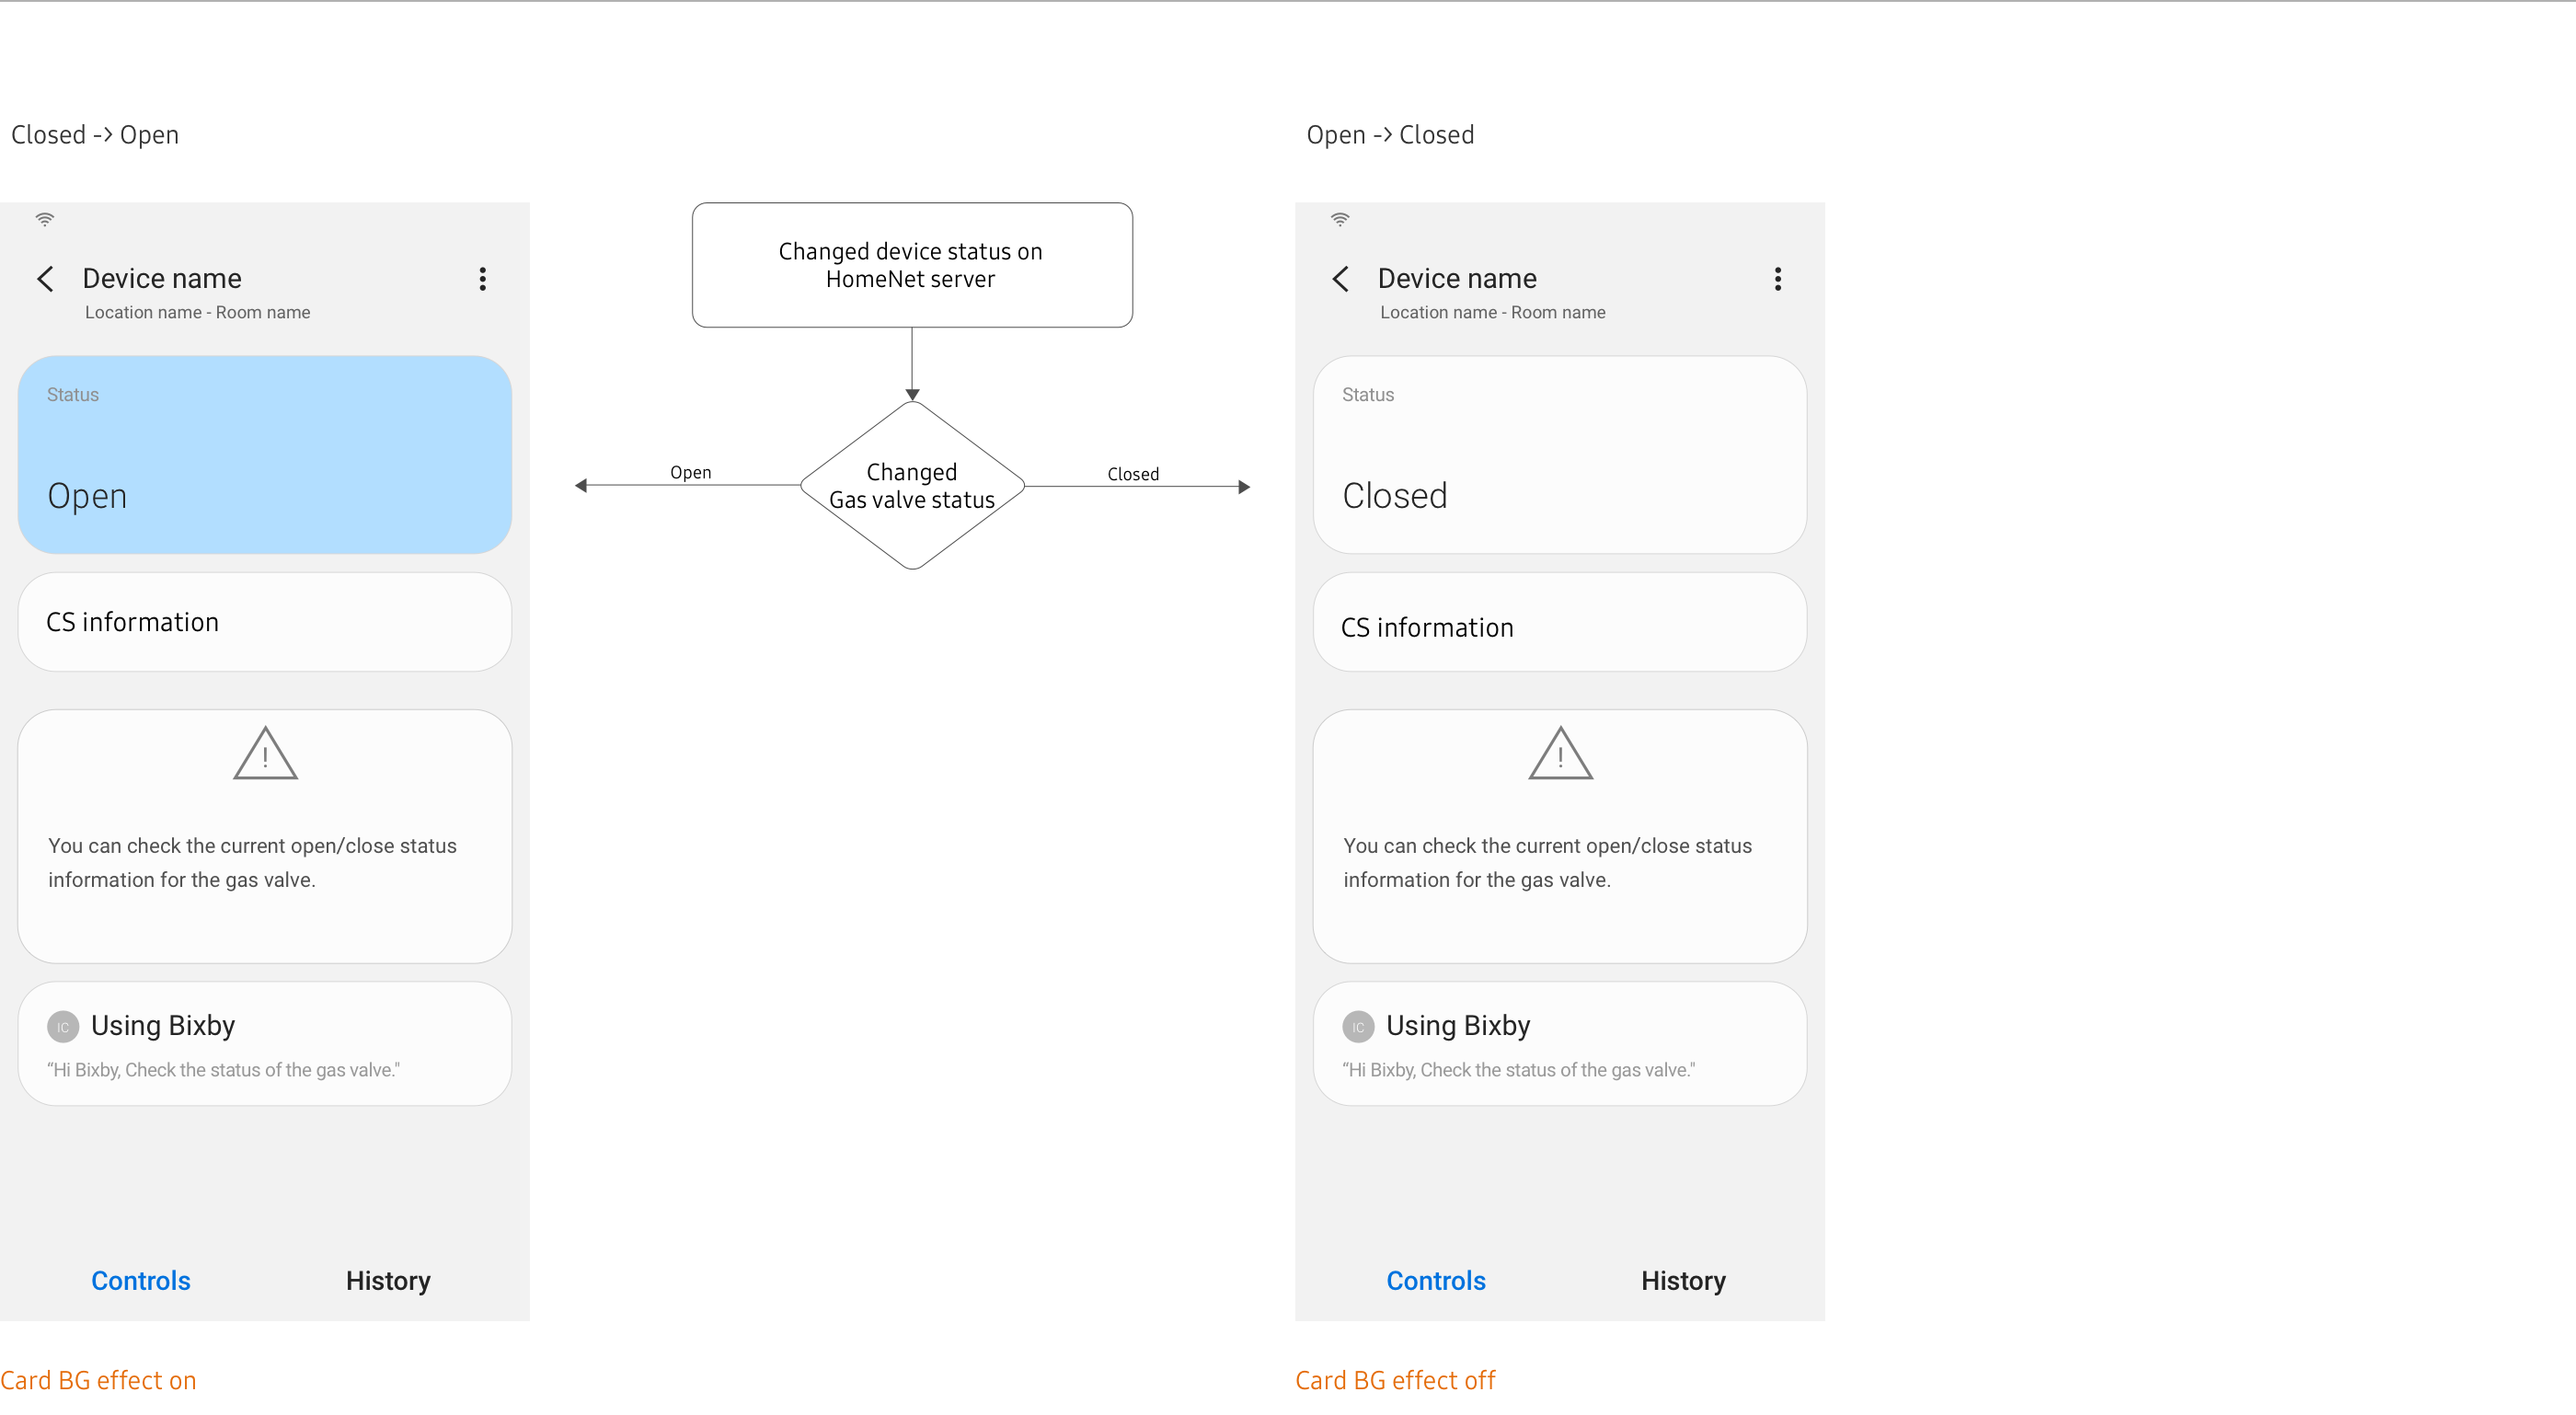 Closed -> Open
Device name
Location name - Room name
Status
Open
CS information
!
You can check the current open/close status
information for the gas valve.
IC Using Bixby
“Hi Bixby, Check the status of the gas valve."
Controls History
Card BG effect on
Changed device status on
HomeNet server
Open
Changed
Gas valve status
Closed
Open -> Closed
Device name
Location name - Room name
Status
Closed
CS information
!
You can check the current open/close status
information for the gas valve.
IC Using Bixby
“Hi Bixby, Check the status of the gas valve."
Controls History
Card BG effect off